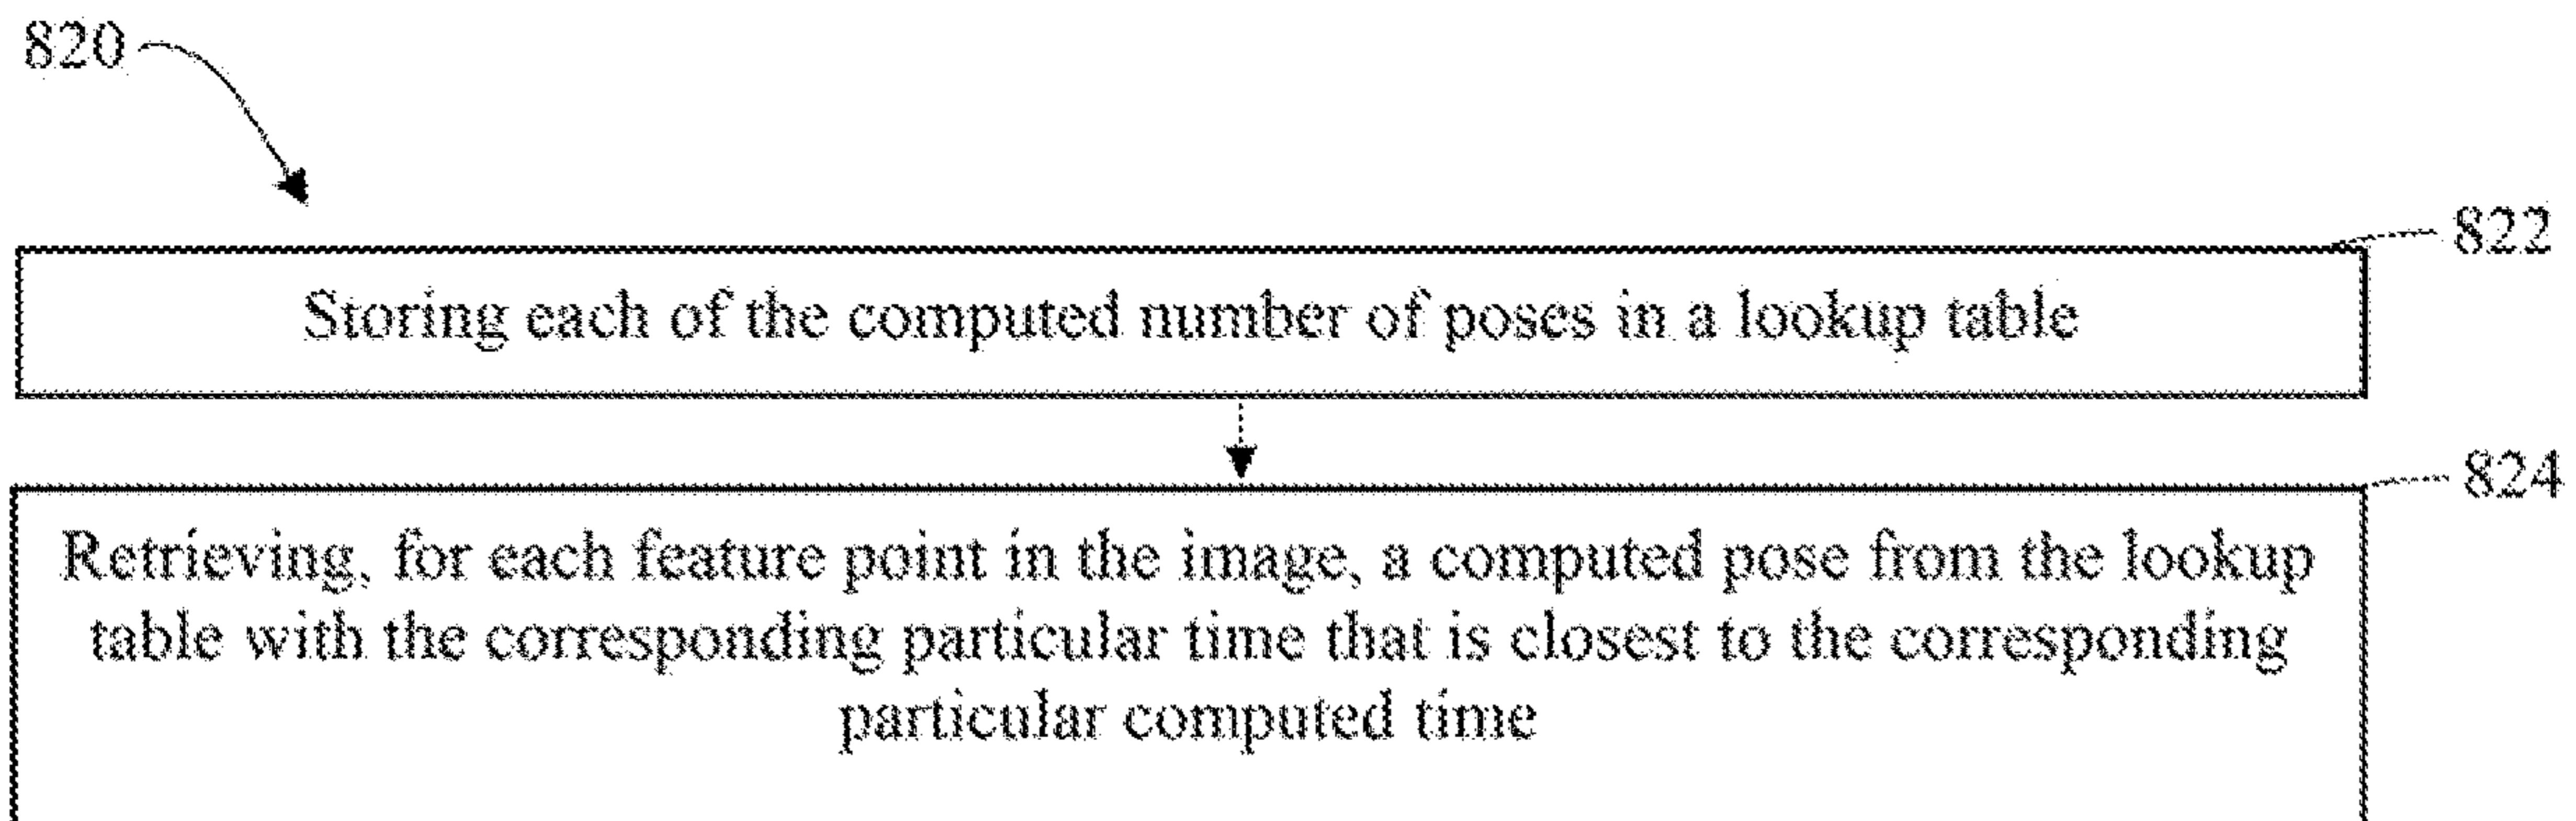 820
822
Storing each of the computed number of poses in a lookup table
824
Retrieving, for each feature point in the image, a computed pose from the lookup
table with the corresponding particular time that is closest to the corresponding
particular computed time